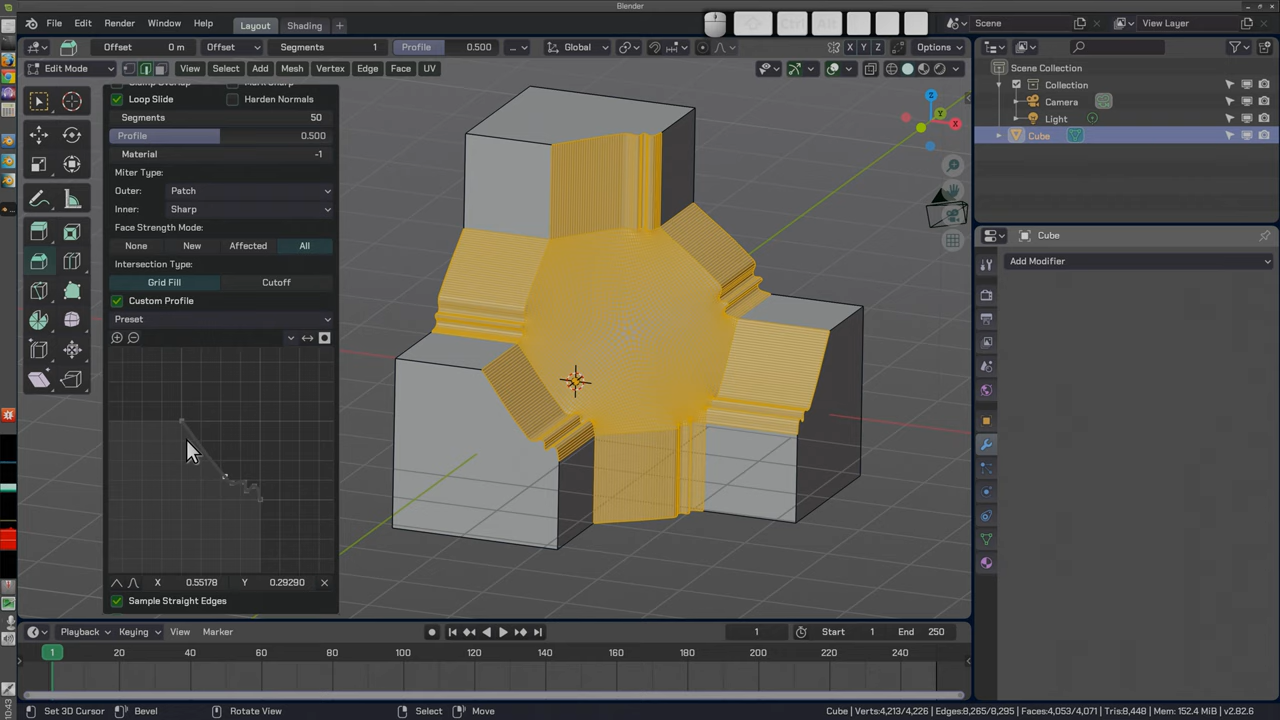 Blender
File Edit Render Window Help Layout Shading + Ctrl Alt Scene View Layer
Offset 0 m Offset Segments 1 Profile 0.500 Global X Y Z Options
Edit Mode View Select Add Mesh Vertex Edge Face UV
Loop Slide Harden Normals
Segments 50
Profile 0.500
Material -1
Miter Type:
Outer: Patch
Inner: Sharp
Face Strength Mode:
None New Affected All
Intersection Type:
Grid Fill Cutoff
Custom Profile
Preset
X 0.55178 Y 0.29290
Sample Straight Edges
Z
Y
X
Scene Collection
Collection
Camera
Light
Cube
Cube
Add Modifier
Playback Keying View Marker 1 Start 1 End 250
1 20 40 60 80 100 120 140 160 180 200 220 240
10:43
Set 3D Cursor Bevel Rotate View Select Move Cube | Verts:4,213/4,226 | Edges:8,265/8,295 | Faces:4,053/4,071 | Tris:8,448 | Mem: 152.4 MiB | v2.82.6